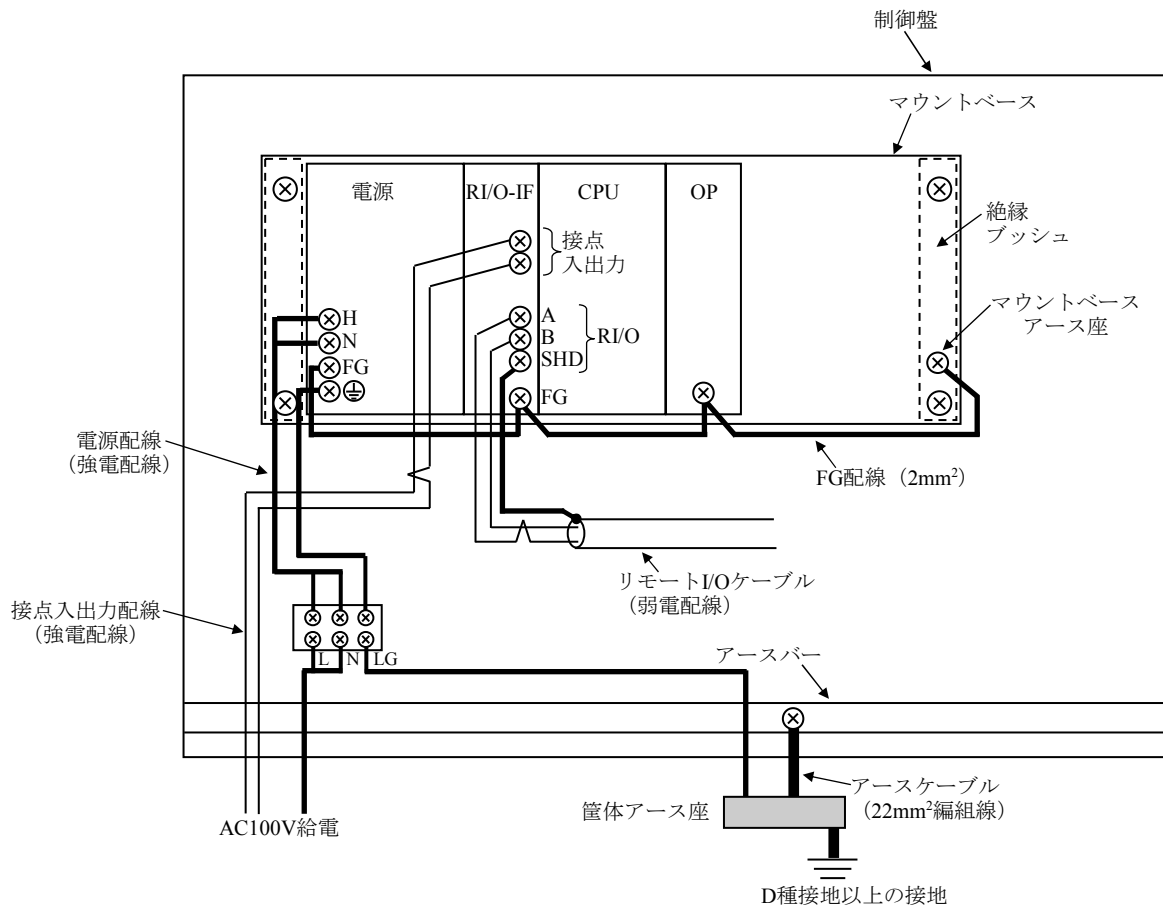 制御盤
マウントベース
電源
RI/O-IF
CPU
OP
絶縁
ブッシュ
接点
入出力
マウントベース
アース座
H
N
FG
A
B
SHD
RI/O
FG
電源配線
(強電配線)
FG配線（2mm²）
リモートI/Oケーブル
(弱電配線)
接点入出力配線
(強電配線)
L
N
LG
アースバー
アースケーブル
（22mm²編組線）
筐体アース座
AC100V給電
D種接地以上の接地